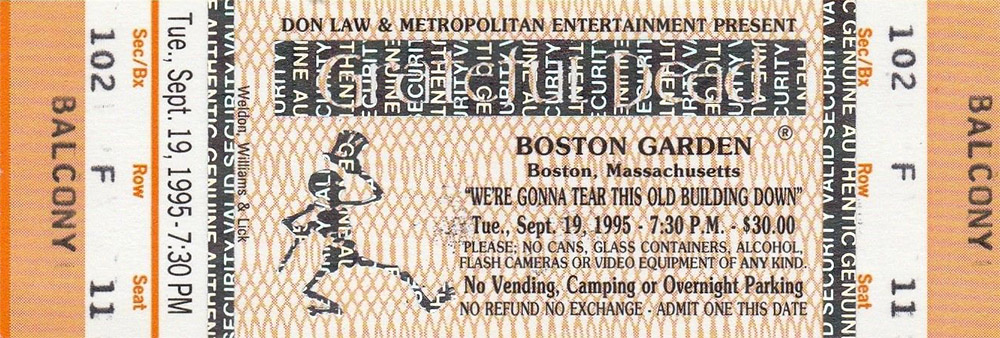 BALCONY
Sec/Bx Row Seat
102 F 11
Tue., Sept. 19, 1995 - 7:30 PM
Weldon, Williams & Lick
DON LAW & METROPOLITAN ENTERTAINMENT PRESENT
Grateful Dead
®
BOSTON GARDEN
Boston, Massachusetts
"WE'RE GONNA TEAR THIS OLD BUILDING DOWN"
Tue., Sept. 19, 1995 - 7:30 P.M. - $30.00
PLEASE: NO CANS, GLASS CONTAINERS, ALCOHOL,
FLASH CAMERAS OR VIDEO EQUIPMENT OF ANY KIND.
No Vending, Camping or Overnight Parking
NO REFUND NO EXCHANGE - ADMIT ONE THIS DATE
Sec/Bx Row Seat
102 F 11
BALCONY